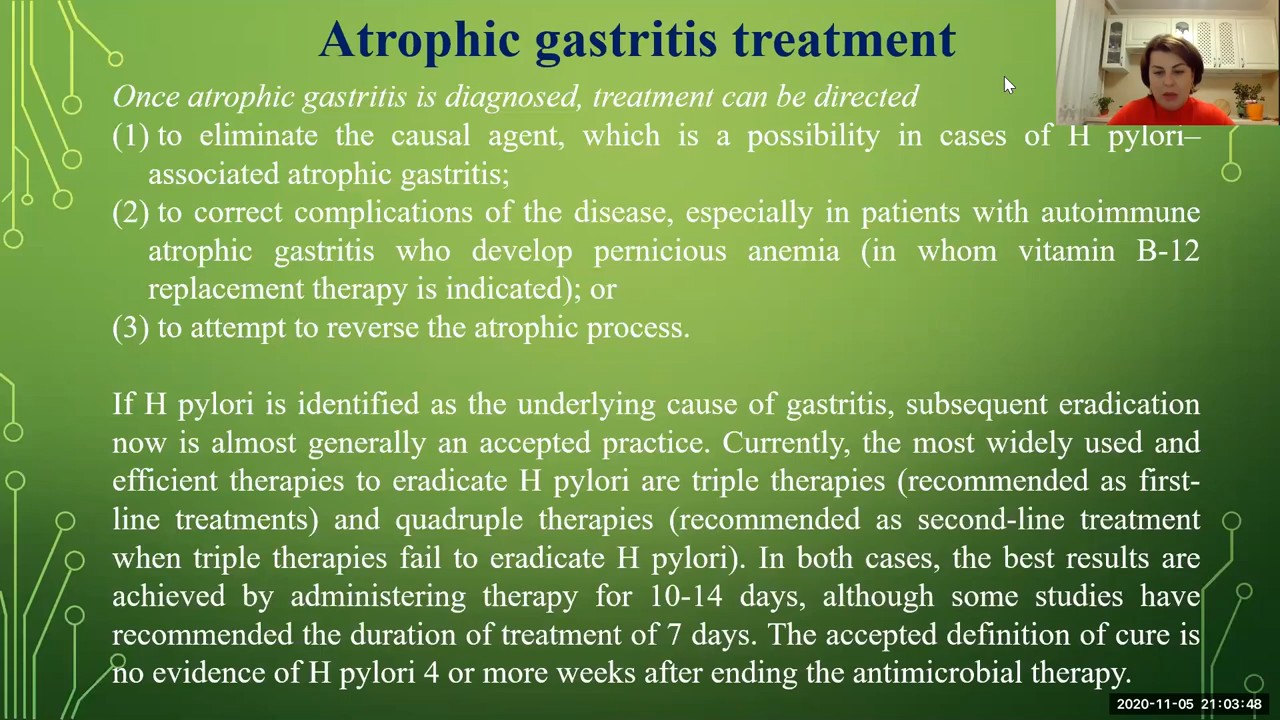 Atrophic gastritis treatment
Once atrophic gastritis is diagnosed, treatment can be directed
(1) to eliminate the causal agent, which is a possibility in cases of H pylori–
associated atrophic gastritis;
(2) to correct complications of the disease, especially in patients with autoimmune
atrophic gastritis who develop pernicious anemia (in whom vitamin B-12
replacement therapy is indicated); or
(3) to attempt to reverse the atrophic process.
If H pylori is identified as the underlying cause of gastritis, subsequent eradication
now is almost generally an accepted practice. Currently, the most widely used and
efficient therapies to eradicate H pylori are triple therapies (recommended as first-
line treatments) and quadruple therapies (recommended as second-line treatment
when triple therapies fail to eradicate H pylori). In both cases, the best results are
achieved by administering therapy for 10-14 days, although some studies have
recommended the duration of treatment of 7 days. The accepted definition of cure is
no evidence of H pylori 4 or more weeks after ending the antimicrobial therapy.
2020-11-05 21:03:48